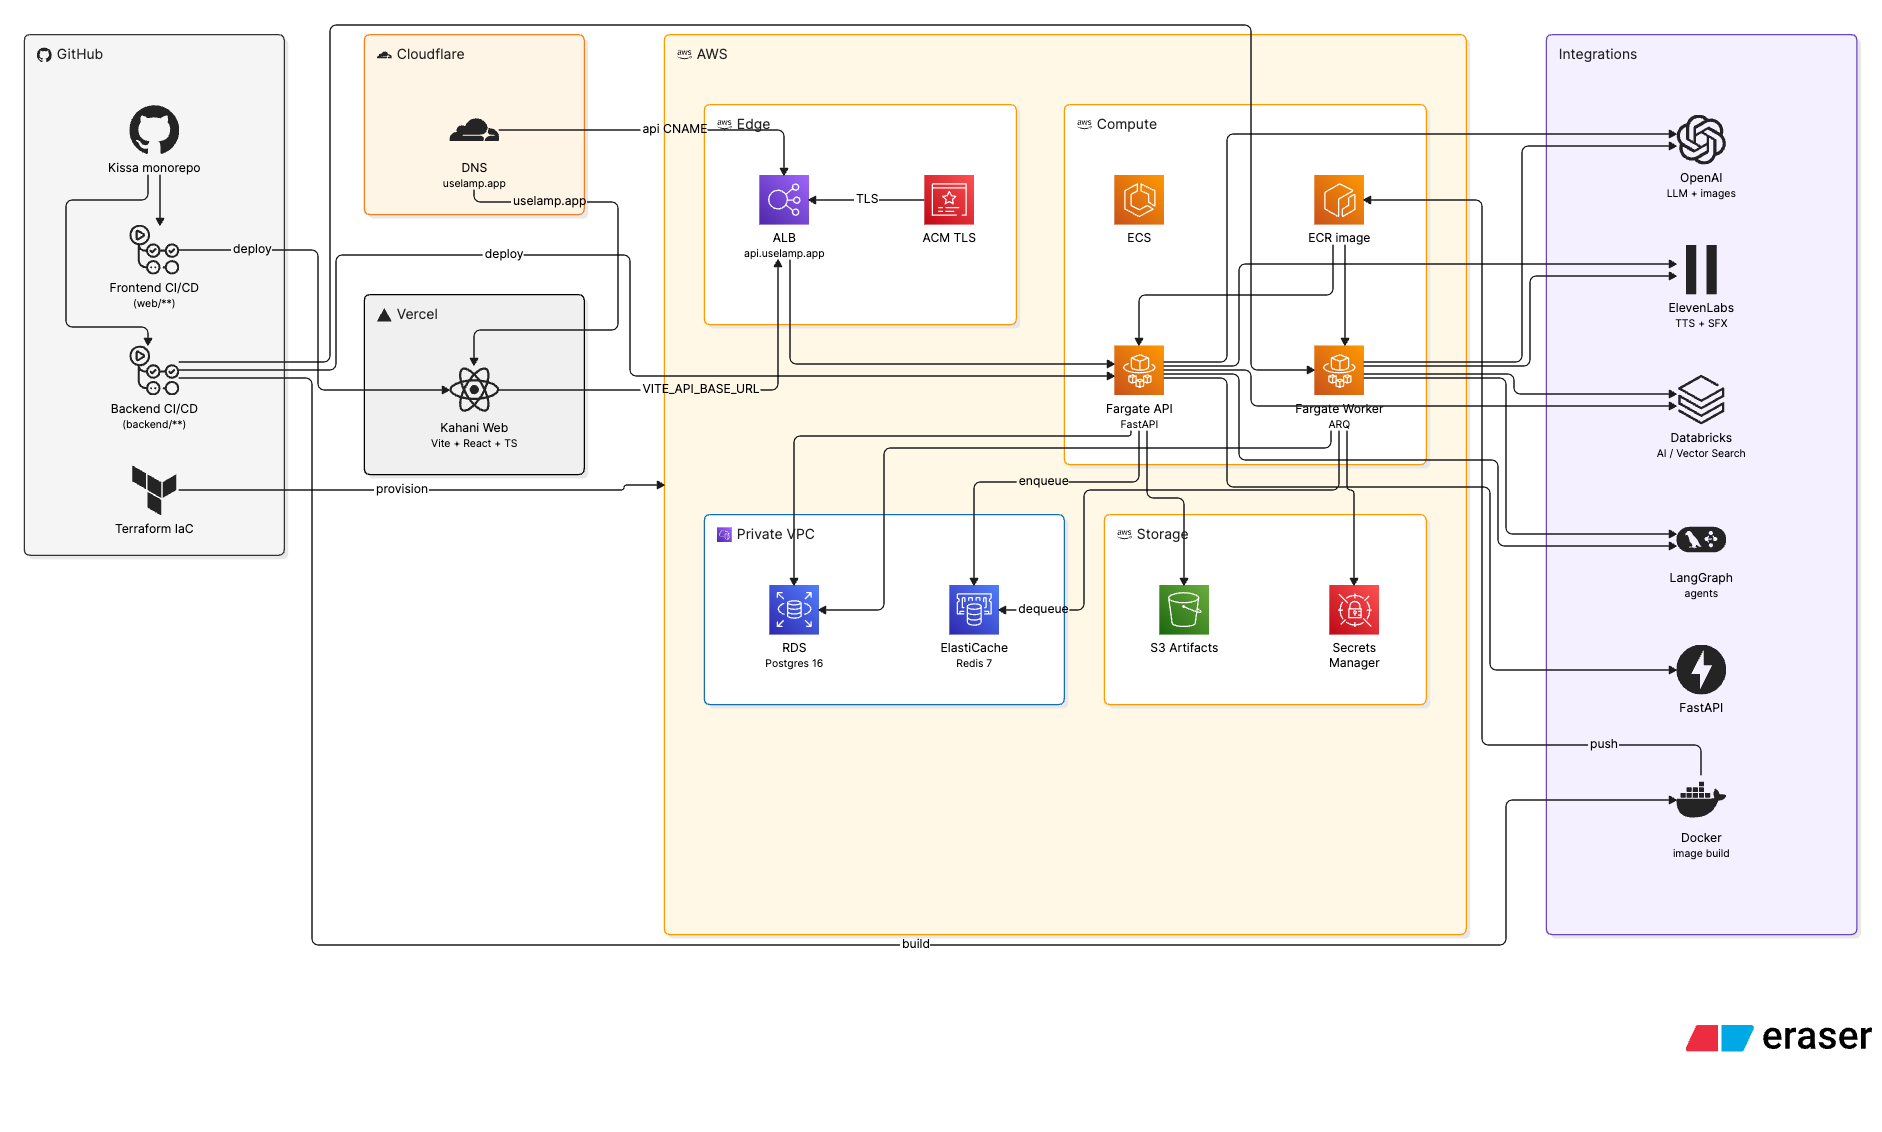 GitHub
Kissa monorepo
Frontend CI/CD
(web/**)
Backend CI/CD
(backend/**)
Terraform IaC
deploy
deploy
provision
build
Cloudflare
DNS
uselamp.app
uselamp.app
Vercel
Kahani Web
Vite + React + TS
api CNAME
VITE_API_BASE_URL
aws AWS
aws Edge
ALB
api.uselamp.app
TLS
ACM TLS
aws Compute
ECS
ECR image
Fargate API
FastAPI
Fargate Worker
ARQ
enqueue
dequeue
Private VPC
RDS
Postgres 16
ElastiCache
Redis 7
aws Storage
S3 Artifacts
Secrets
Manager
Integrations
OpenAI
LLM + images
ElevenLabs
TTS + SFX
Databricks
AI / Vector Search
LangGraph
agents
FastAPI
push
Docker
image build
eraser